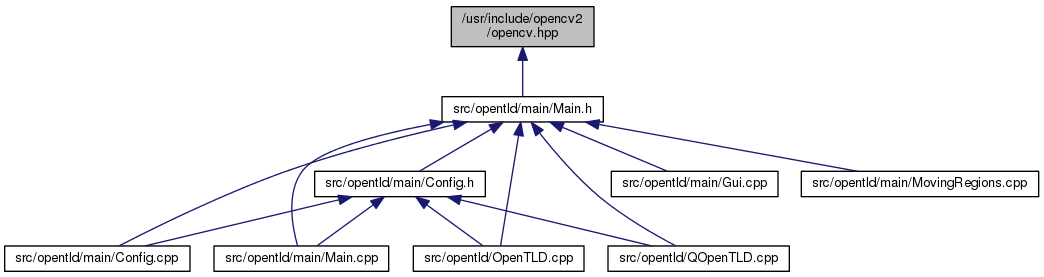 /usr/include/opencv2
/opencv.hpp
src/opentld/main/Main.h
src/opentld/main/Config.h
src/opentld/main/Gui.cpp
src/opentld/main/MovingRegions.cpp
src/opentld/main/Config.cpp
src/opentld/main/Main.cpp
src/opentld/OpenTLD.cpp
src/opentld/QOpenTLD.cpp